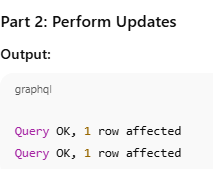 Part 2: Perform Updates
Output:
graphql
Query OK, 1 row affected
Query OK, 1 row affected